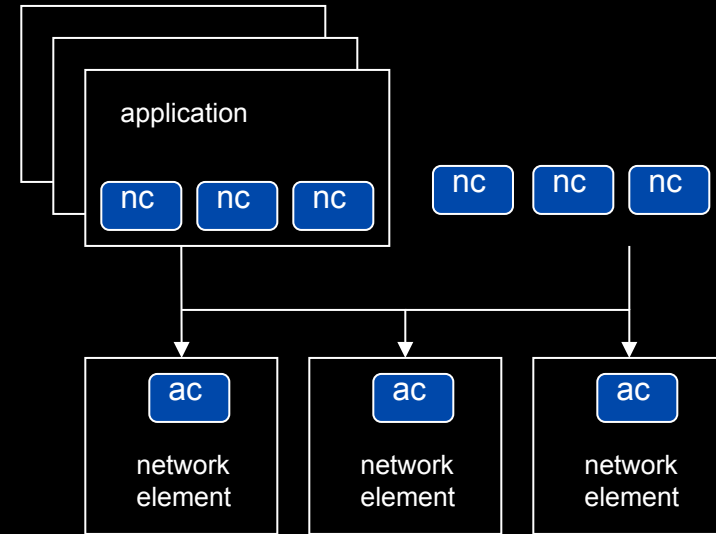 application
nc nc nc nc nc nc
ac ac ac
network network network
element element element